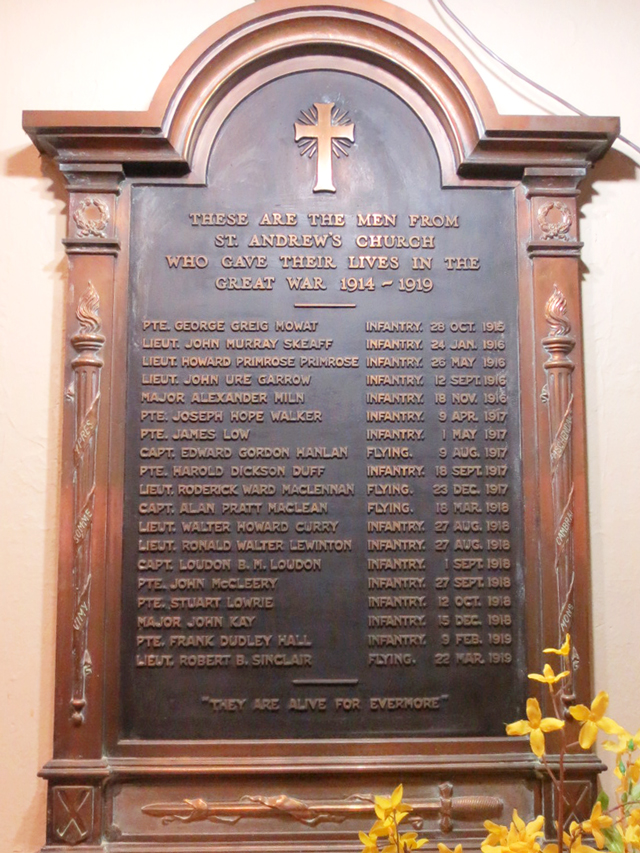 THESE ARE THE MEN FROM
ST. ANDREW'S CHURCH
WHO GAVE THEIR LIVES IN THE
GREAT WAR 1914 ~ 1919
PTE. GEORGE GREIG MOWAT INFANTRY. 28 OCT. 1915
LIEUT. JOHN MURRAY SKEAFF INFANTRY. 24 JAN. 1916
LIEUT. HOWARD PRIMROSE PRIMROSE INFANTRY. 26 MAY 1916
LIEUT. JOHN URE GARROW INFANTRY. 12 SEPT. 1916
MAJOR ALEXANDER MILN INFANTRY. 18 NOV. 1916
PTE. JOSEPH HOPE WALKER INFANTRY. 9 APR. 1917
PTE. JAMES LOW INFANTRY. 1 MAY 1917
CAPT. EDWARD GORDON HANLAN FLYING. 9 AUG. 1917
PTE. HAROLD DICKSON DUFF INFANTRY. 18 SEPT. 1917
LIEUT. RODERICK WARD MACLENNAN FLYING. 23 DEC. 1917
CAPT. ALAN PRATT MACLEAN FLYING. 18 MAR. 1918
LIEUT. WALTER HOWARD CURRY INFANTRY. 27 AUG. 1918
LIEUT. RONALD WALTER LEWINTON INFANTRY. 27 AUG. 1918
CAPT. LOUDON B. M. LOUDON INFANTRY. 1 SEPT. 1918
PTE. JOHN McCLEERY INFANTRY. 27 SEPT. 1918
PTE. STUART LOWRIE INFANTRY. 12 OCT. 1918
MAJOR JOHN KAY INFANTRY. 15 DEC. 1918
PTE. FRANK DUDLEY HALL INFANTRY. 9 FEB. 1919
LIEUT. ROBERT B. SINCLAIR FLYING. 22 MAR. 1919
"THEY ARE ALIVE FOR EVERMORE"
YPRES
SOMME
VIMY
CAMBRAI
MONS